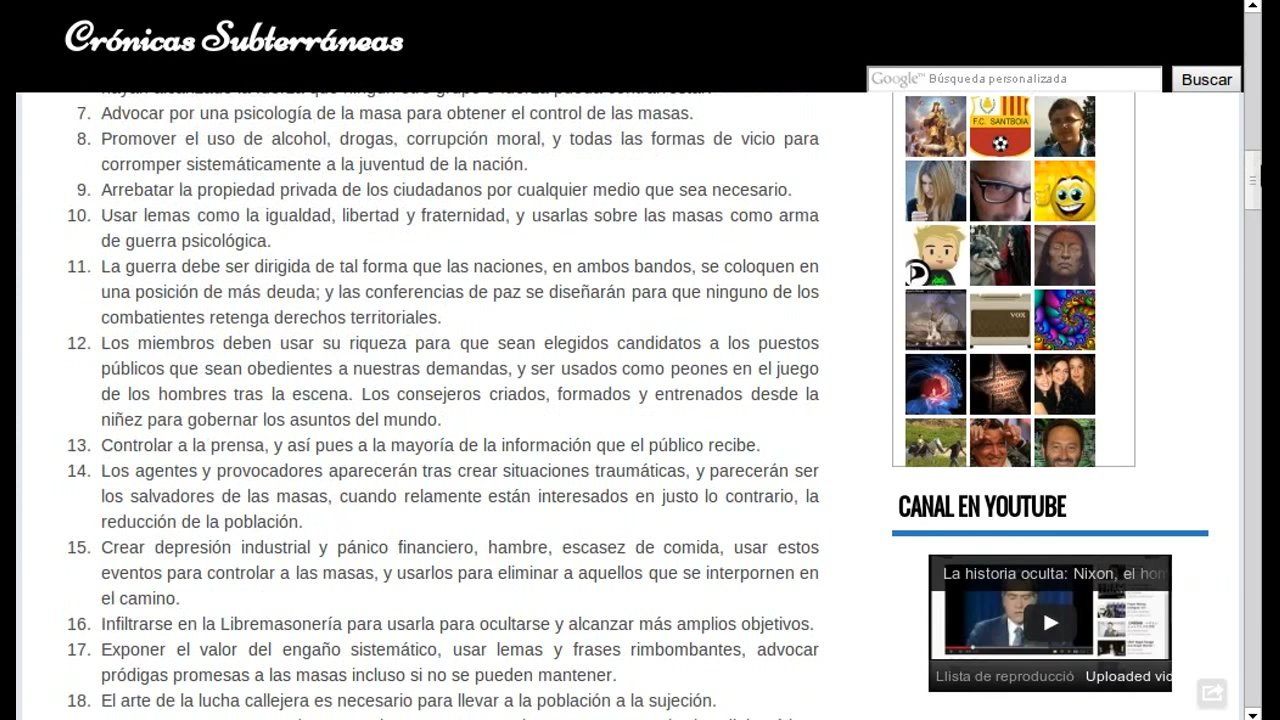 Crónicas Subterráneas
Google™ Búsqueda personalizada
Buscar
7. Advocar por una psicología de la masa para obtener el control de las masas.
8. Promover el uso de alcohol, drogas, corrupción moral, y todas las formas de vicio para
corromper sistemáticamente a la juventud de la nación.
9. Arrebatar la propiedad privada de los ciudadanos por cualquier medio que sea necesario.
10. Usar lemas como la igualdad, libertad y fraternidad, y usarlas sobre las masas como arma
de guerra psicológica.
11. La guerra debe ser dirigida de tal forma que las naciones, en ambos bandos, se coloquen en
una posición de más deuda; y las conferencias de paz se diseñarán para que ninguno de los
combatientes retenga derechos territoriales.
12. Los miembros deben usar su riqueza para que sean elegidos candidatos a los puestos
públicos que sean obedientes a nuestras demandas, y ser usados como peones en el juego
de los hombres tras la escena. Los consejeros criados, formados y entrenados desde la
niñez para gobernar los asuntos del mundo.
13. Controlar a la prensa, y así pues a la mayoría de la información que el público recibe.
14. Los agentes y provocadores aparecerán tras crear situaciones traumáticas, y parecerán ser
los salvadores de las masas, cuando relamente están interesados en justo lo contrario, la
reducción de la población.
15. Crear depresión industrial y pánico financiero, hambre, escasez de comida, usar estos
eventos para controlar a las masas, y usarlos para eliminar a aquellos que se interpornen en
el camino.
16. Infiltrarse en la Libremasonería para usarla para ocultarse y alcanzar más amplios objetivos.
17. Exponer el valor del engaño sistemático, usar lemas y frases rimbombantes, advocar
pródigas promesas a las masas incluso si no se pueden mantener.
18. El arte de la lucha callejera es necesario para llevar a la población a la sujeción.
F.C. SANTBOIA
VOX
CANAL EN YOUTUBE
La historia oculta: Nixon, el hom
Llista de reproducció Uploaded vid